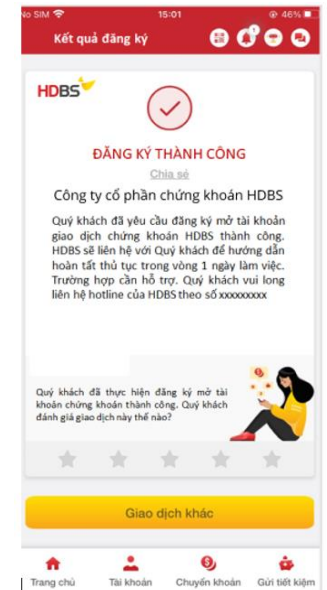 No SIM 15:01 46%
Kết quả đăng ký
HDBS
ĐĂNG KÝ THÀNH CÔNG
Chia sẻ
Công ty cổ phần chứng khoán HDBS
Quý khách đã yêu cầu đăng ký mở tài khoản
giao dịch chứng khoán HDBS thành công.
HDBS sẽ liên hệ với Quý khách để hướng dẫn
hoàn tất thủ tục trong vòng 1 ngày làm việc.
Trường hợp cần hỗ trợ. Quý khách vui long
liên hệ hotline của HDBS theo số xxxxxxxxx
Quý khách đã thực hiện đăng ký mở tài
khoản chứng khoán thành công. Quý khách
đánh giá giao dịch này thế nào?
Giao dịch khác
Trang chủ Tài khoản Chuyển khoản Gửi tiết kiệm